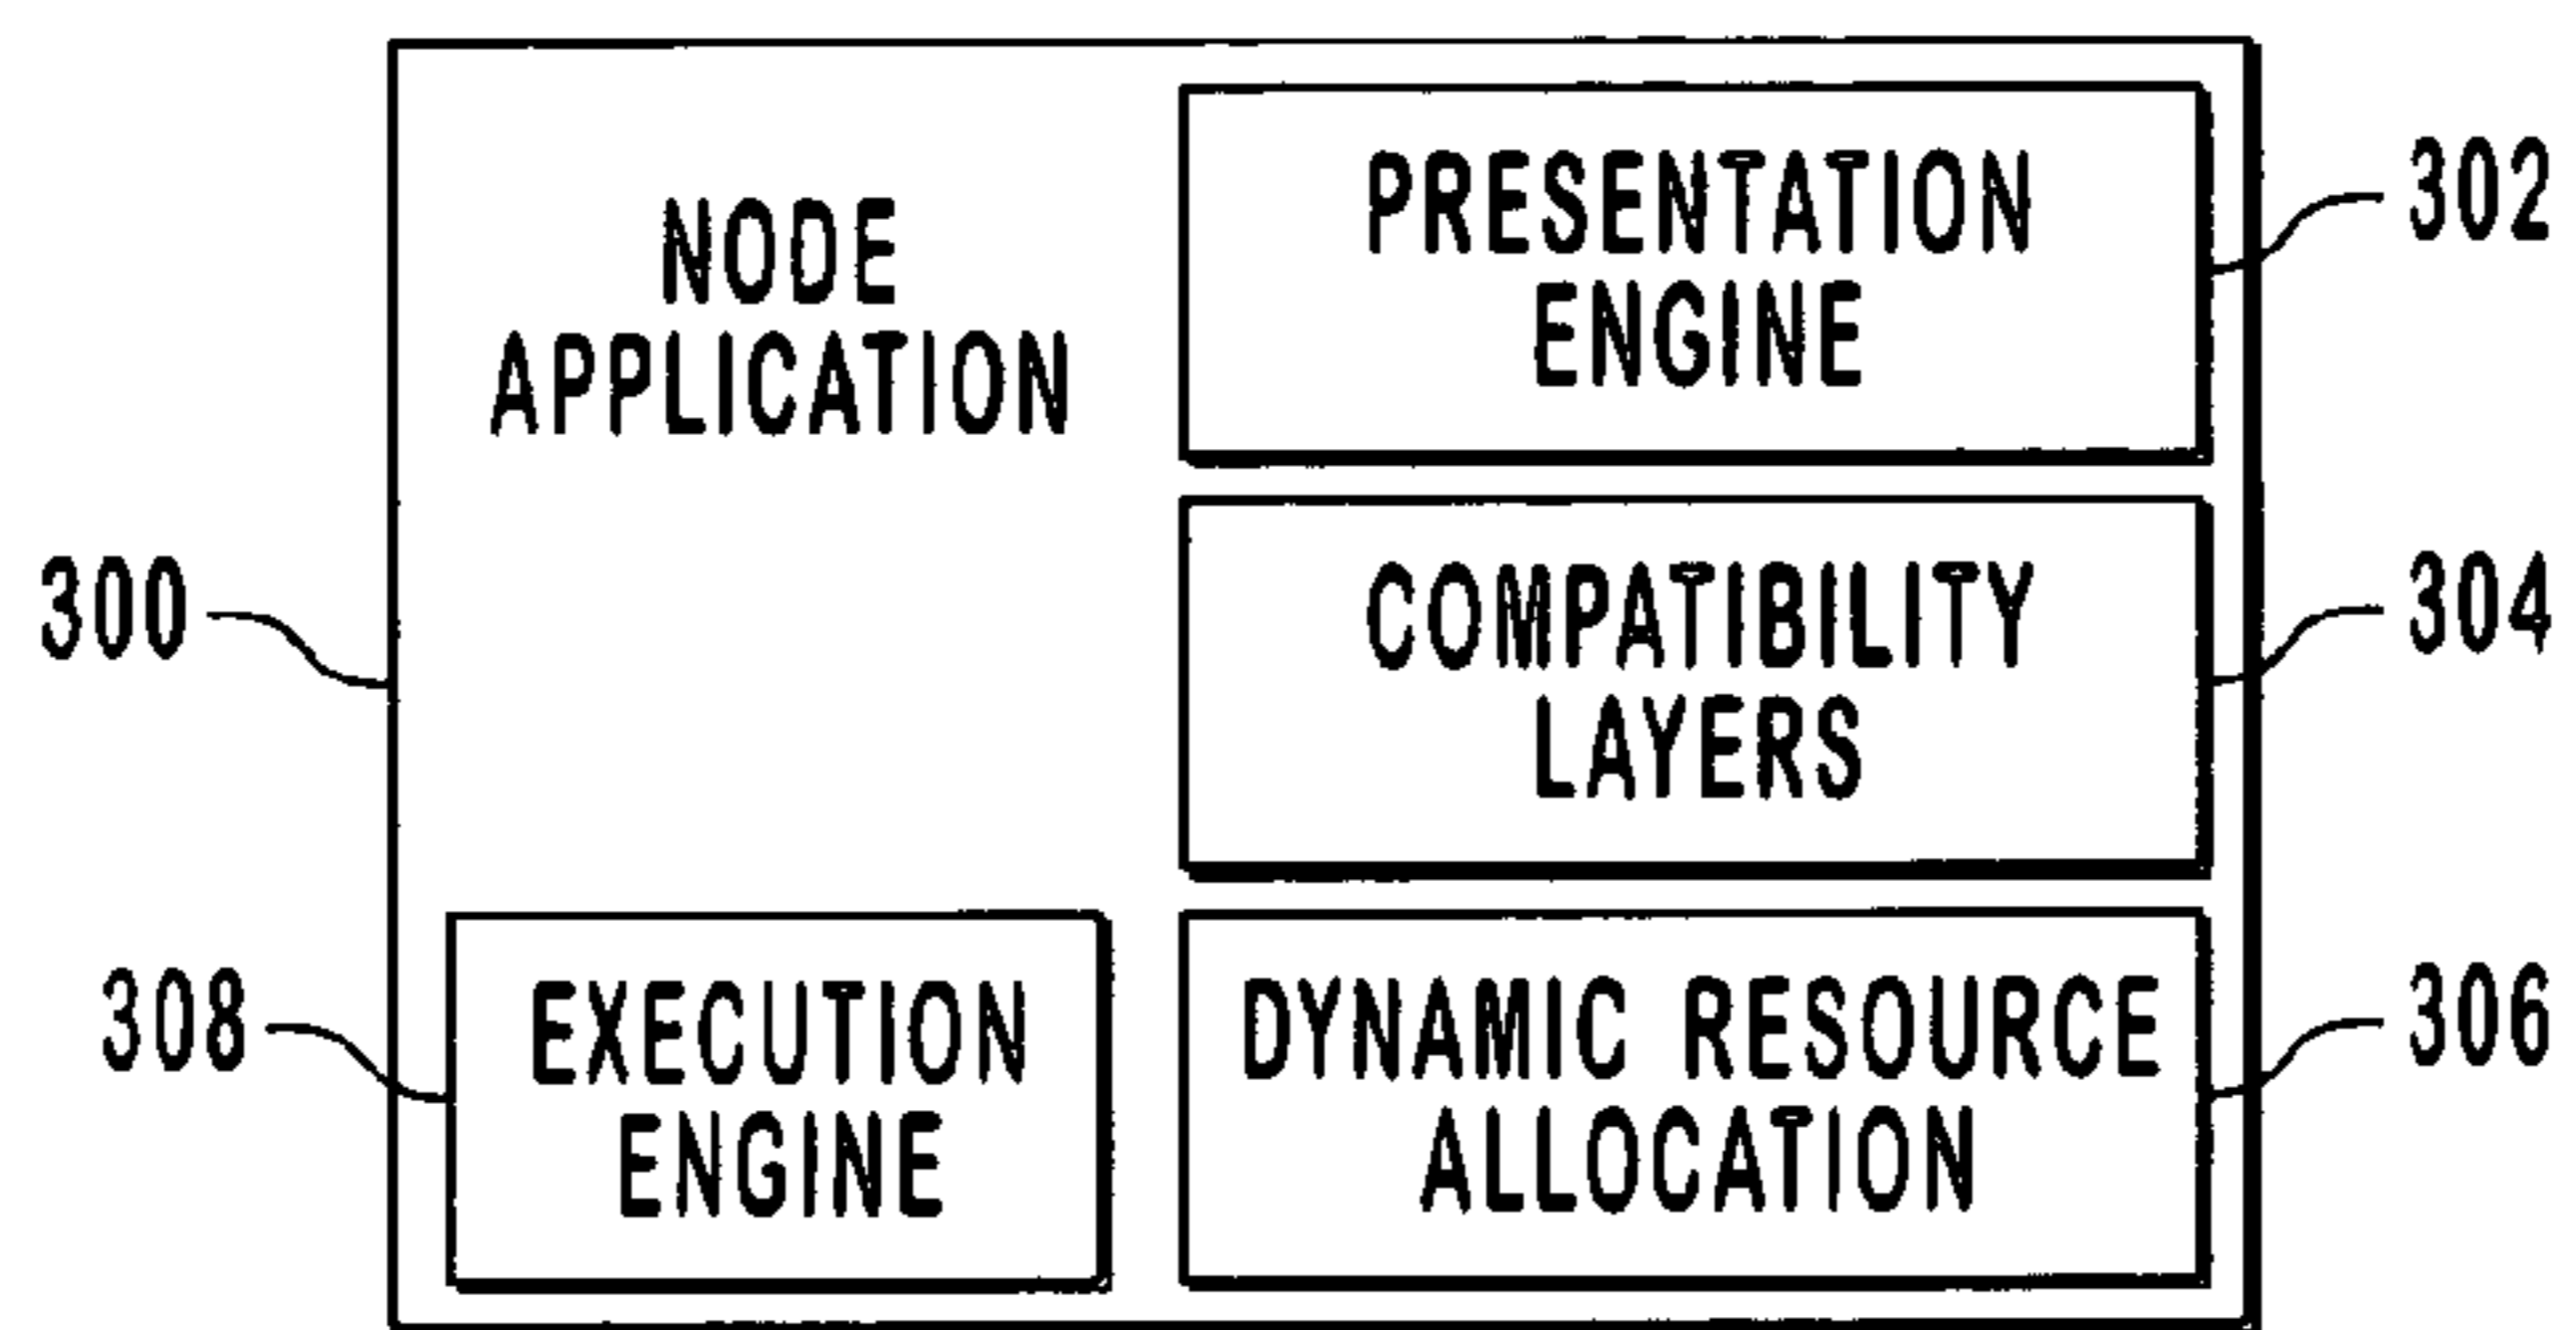 NODE
APPLICATION
PRESENTATION
ENGINE
302
300
COMPATIBILITY
LAYERS
304
308
EXECUTION
ENGINE
DYNAMIC RESOURCE
ALLOCATION
306